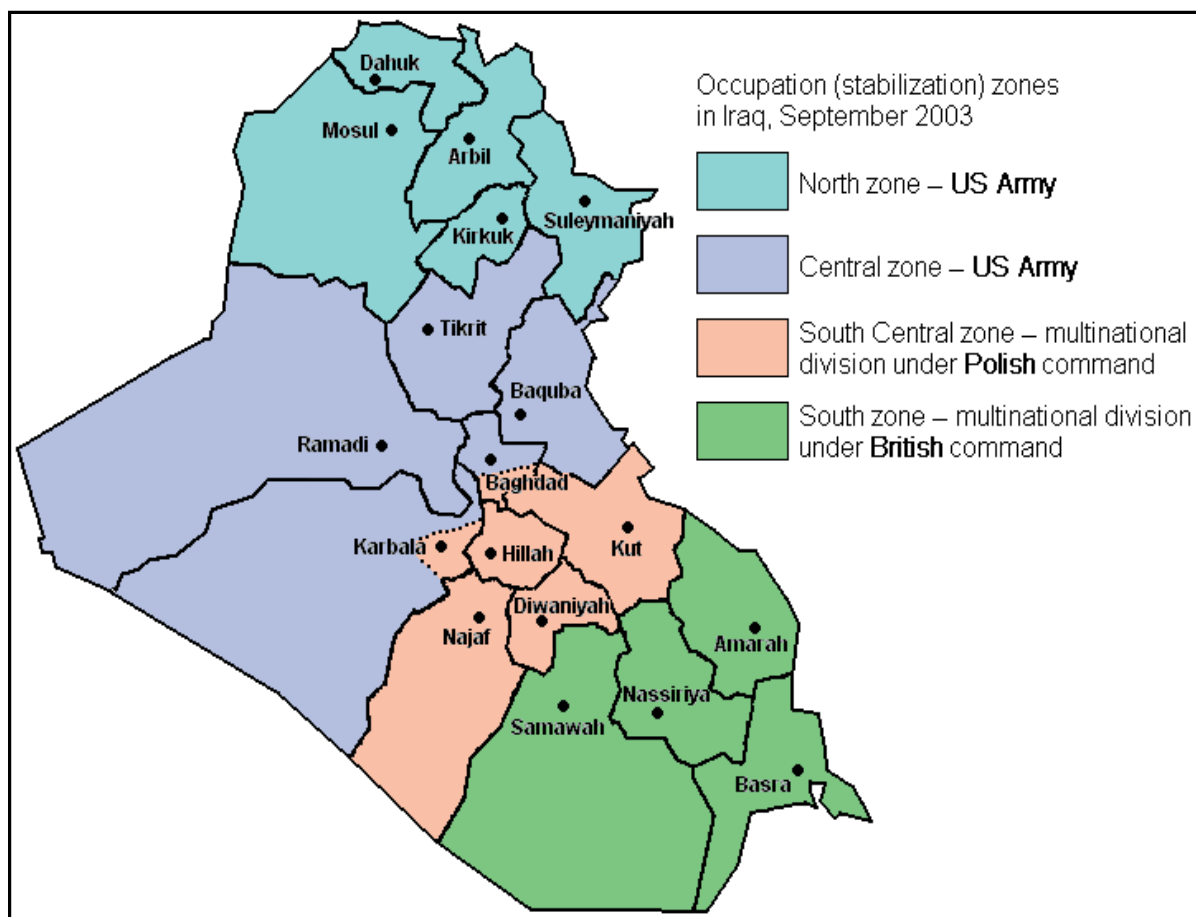 Dahuk
Mosul
Arbil
Suleymaniyah
Kirkuk
Tikrit
Baquba
Ramadi
Baghdad
Karbala
Hillah
Kut
Diwaniyah
Najaf
Amarah
Nassiriya
Samawah
Basra
Occupation (stabilization) zones
in Iraq, September 2003
North zone – US Army
Central zone – US Army
South Central zone – multinational
division under Polish command
South zone – multinational division
under British command